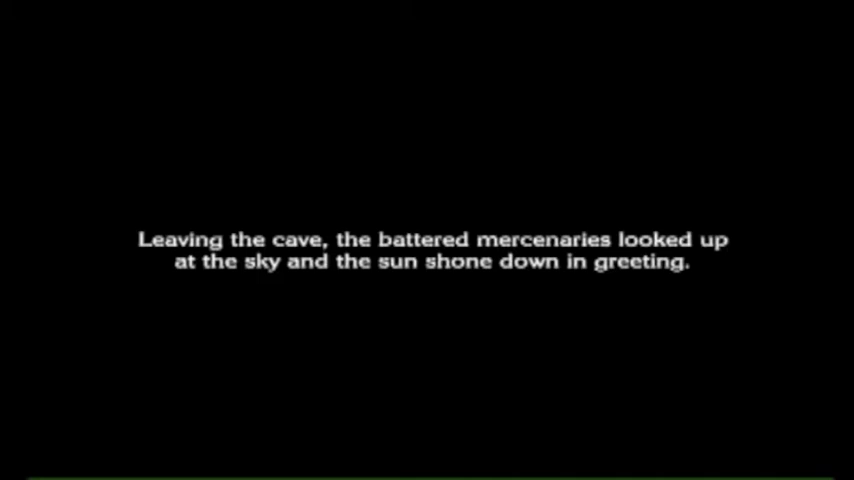 Leaving the cave, the battered mercenaries looked up
at the sky and the sun shone down in greeting.